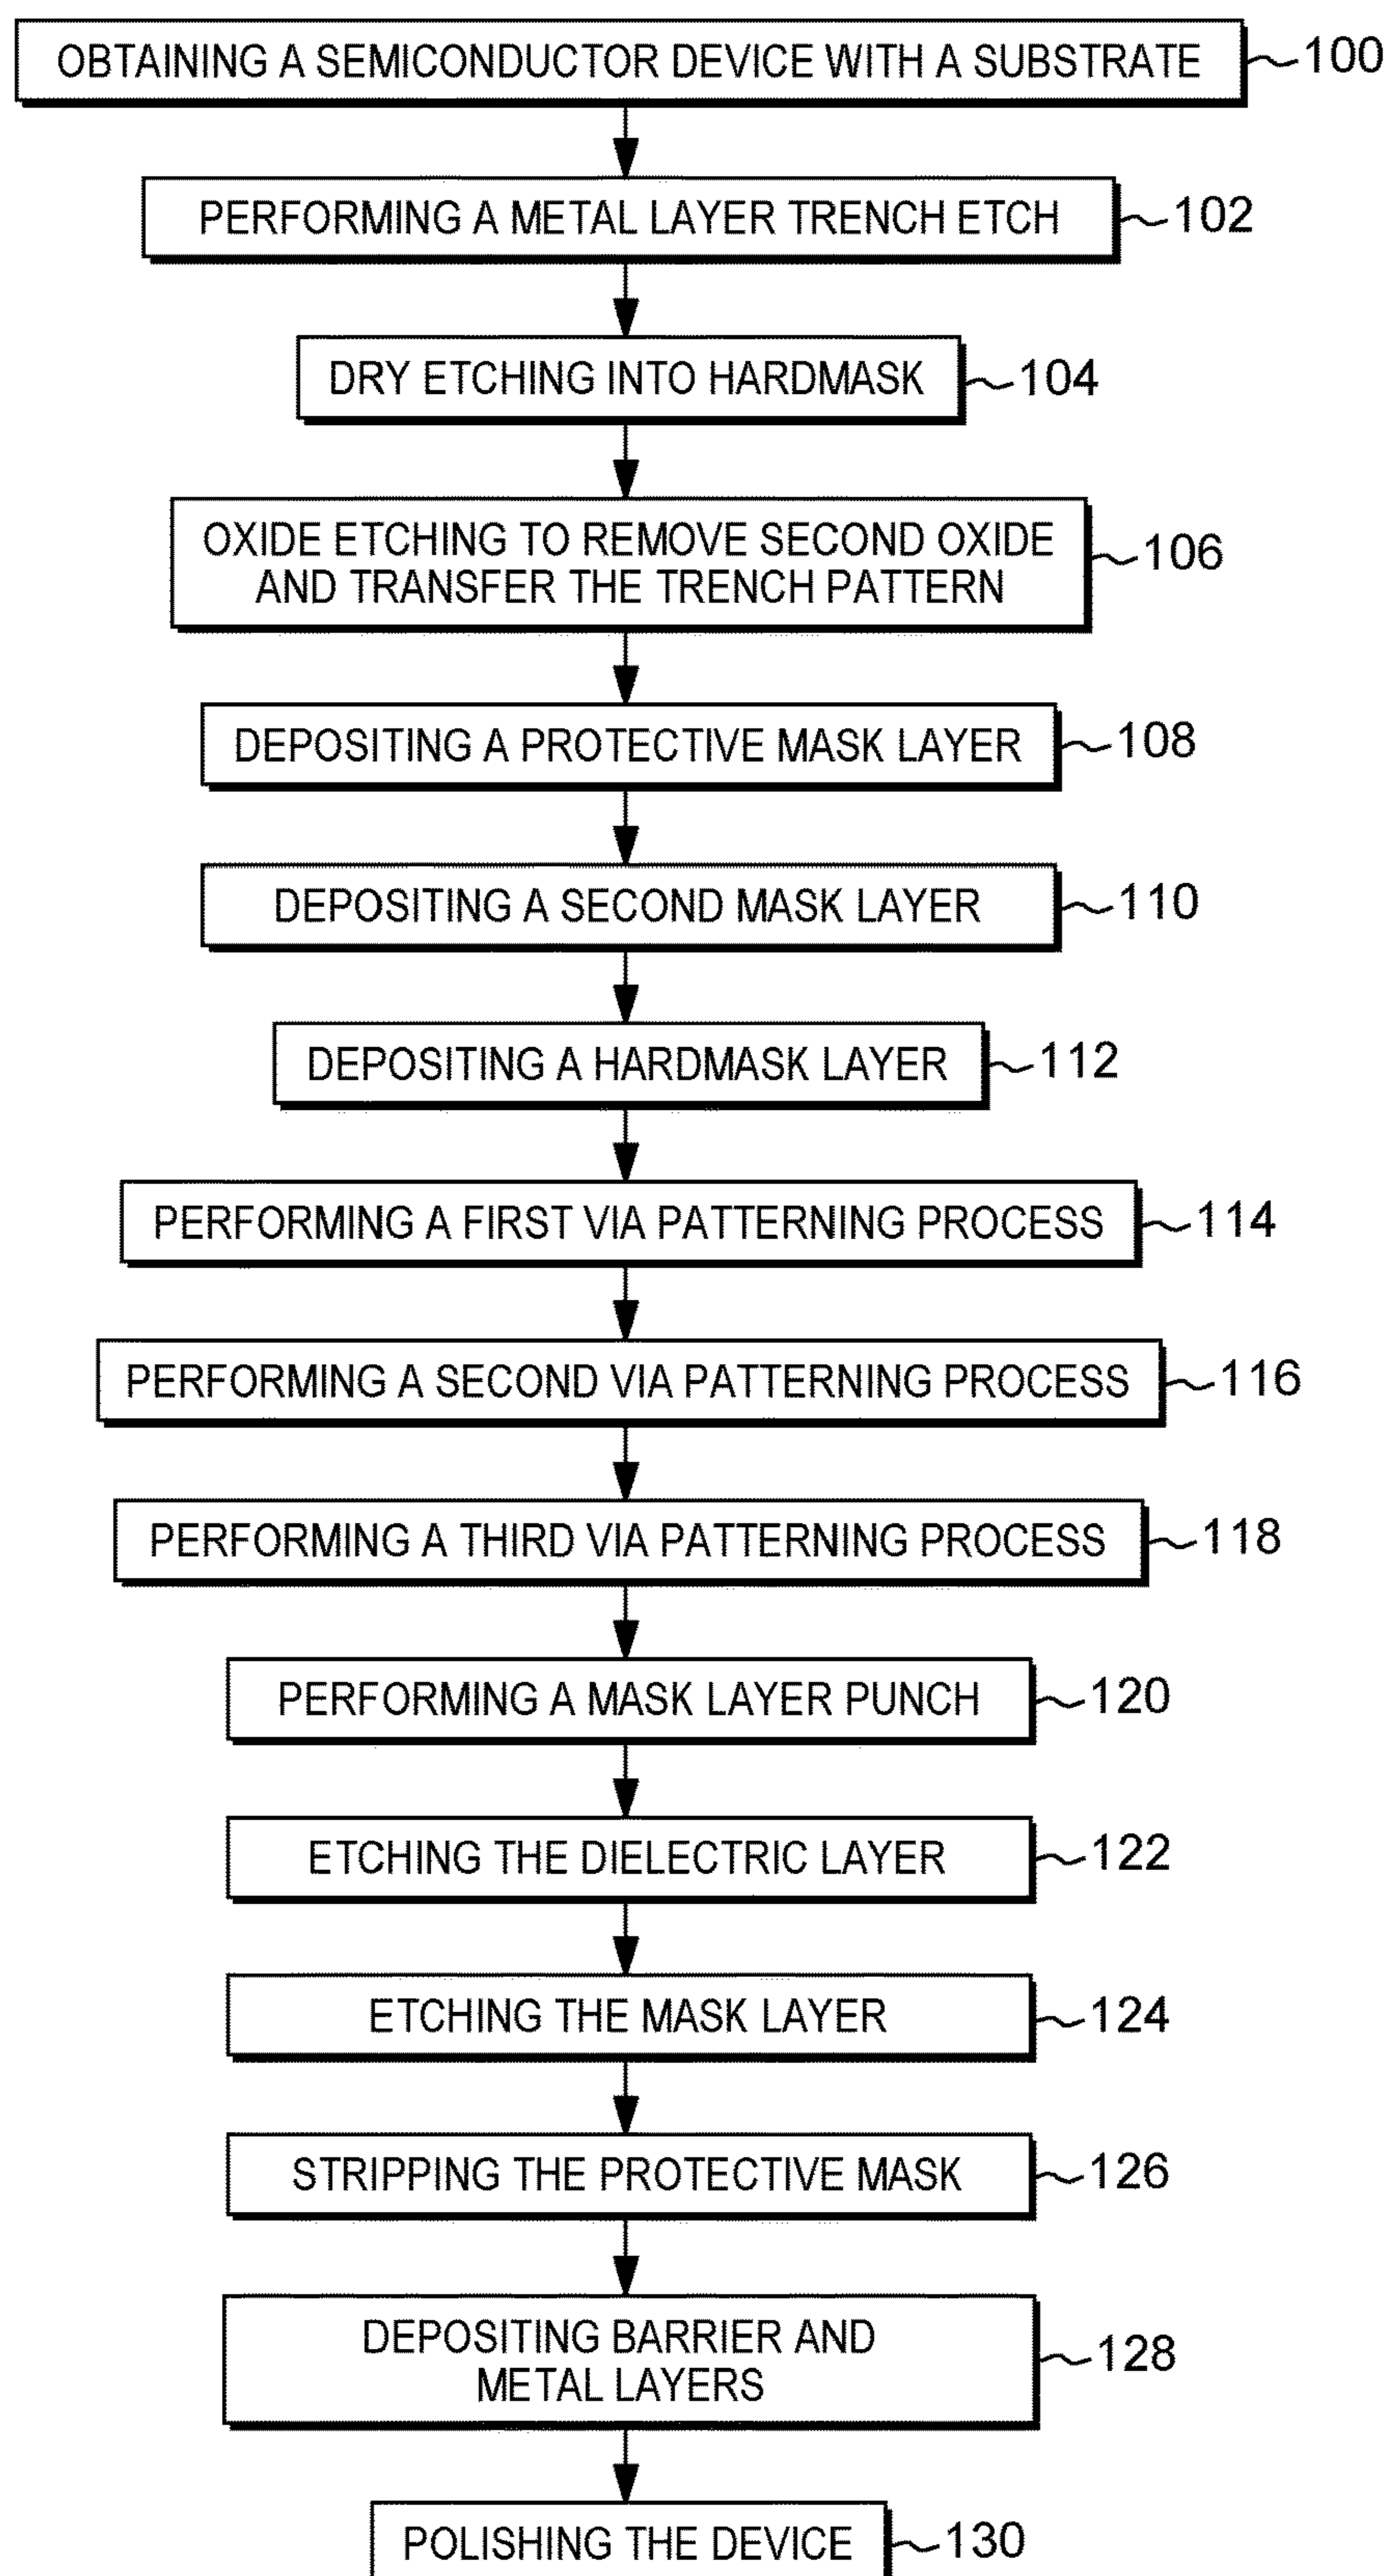 OBTAINING A SEMICONDUCTOR DEVICE WITH A SUBSTRATE 100
PERFORMING A METAL LAYER TRENCH ETCH 102
DRY ETCHING INTO HARDMASK 104
OXIDE ETCHING TO REMOVE SECOND OXIDE
AND TRANSFER THE TRENCH PATTERN 106
DEPOSITING A PROTECTIVE MASK LAYER 108
DEPOSITING A SECOND MASK LAYER 110
DEPOSITING A HARDMASK LAYER 112
PERFORMING A FIRST VIA PATTERNING PROCESS 114
PERFORMING A SECOND VIA PATTERNING PROCESS 116
PERFORMING A THIRD VIA PATTERNING PROCESS 118
PERFORMING A MASK LAYER PUNCH 120
ETCHING THE DIELECTRIC LAYER 122
ETCHING THE MASK LAYER 124
STRIPPING THE PROTECTIVE MASK 126
DEPOSITING BARRIER AND
METAL LAYERS 128
POLISHING THE DEVICE 130